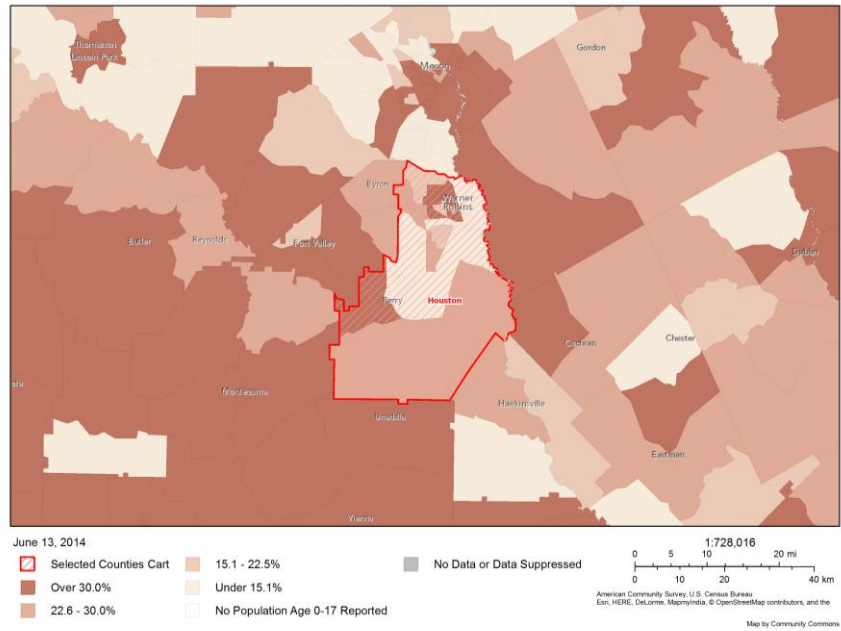 Thomaston
Lincoln Park
Gordon
Macon
Byron
Warner
Robins
Butler
Reynolds
Fort Valley
Dublin
Perry
Houston
Cochran
Chester
Montezuma
Hawkinsville
Unadilla
Eastman
Vienna
June 13, 2014
Selected Counties Cart
Over 30.0%
22.6 - 30.0%
15.1 - 22.5%
Under 15.1%
No Population Age 0-17 Reported
No Data or Data Suppressed
1:728,016
0 5 10 20 mi
0 10 20 40 km
American Community Survey, U.S. Census Bureau
Esri, HERE, DeLorme, MapmyIndia, © OpenStreetMap contributors, and the
Map by Community Commons